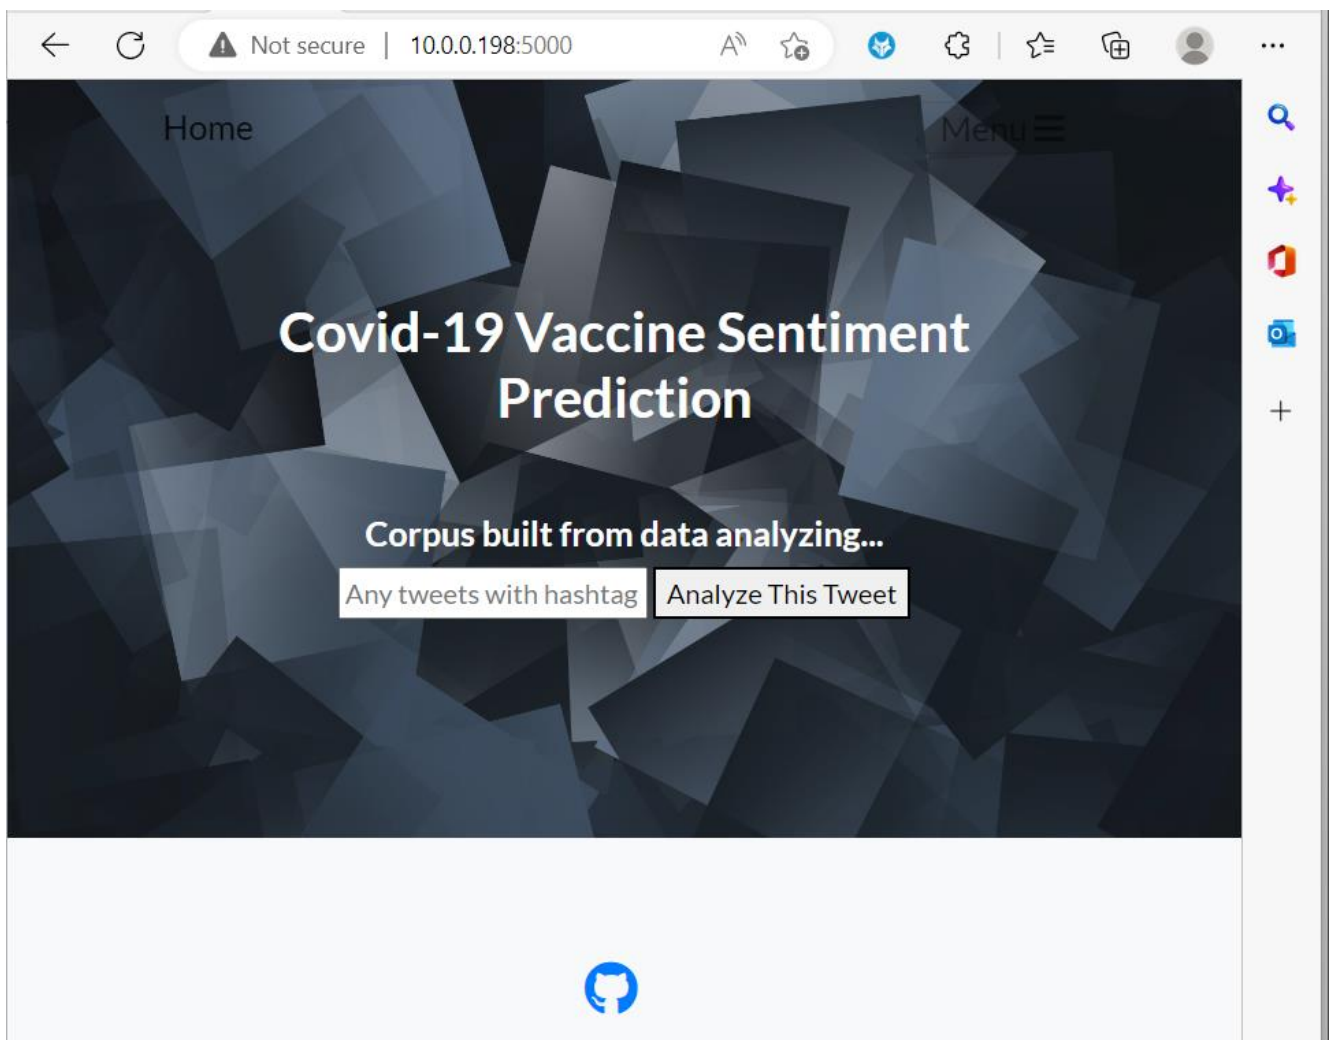 Not secure | 10.0.0.198:5000
Home Menu
Covid-19 Vaccine Sentiment
Prediction
Corpus built from data analyzing...
Any tweets with hashtag Analyze This Tweet